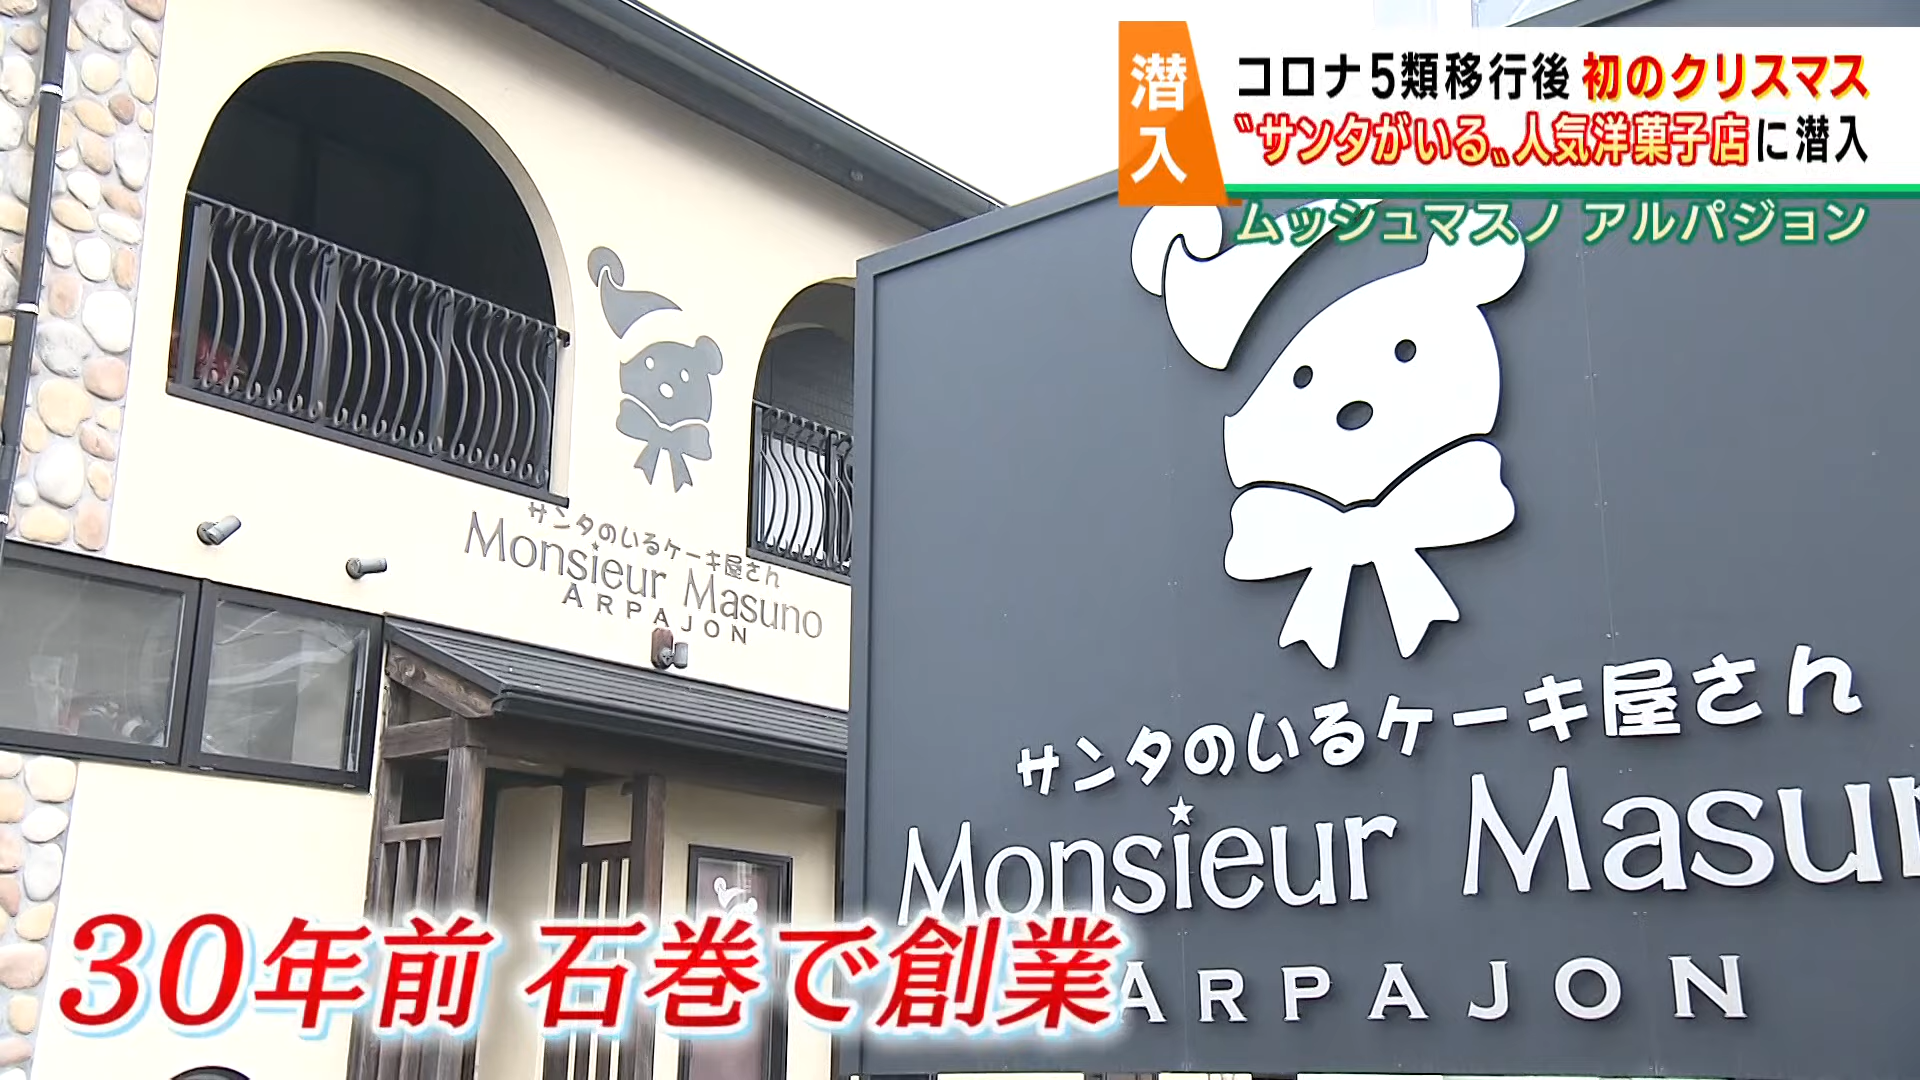 潜入
コロナ5類移行後 初のクリスマス
〝サンタがいる〟人気洋菓子店に潜入
ムッシュマスノ アルパジョン
サンタのいるケーキ屋さん
Monsieur Masuno
ARPAJON
サンタのいるケーキ屋さん
Monsieur Masu
ARPAJON
30年前 石巻で創業